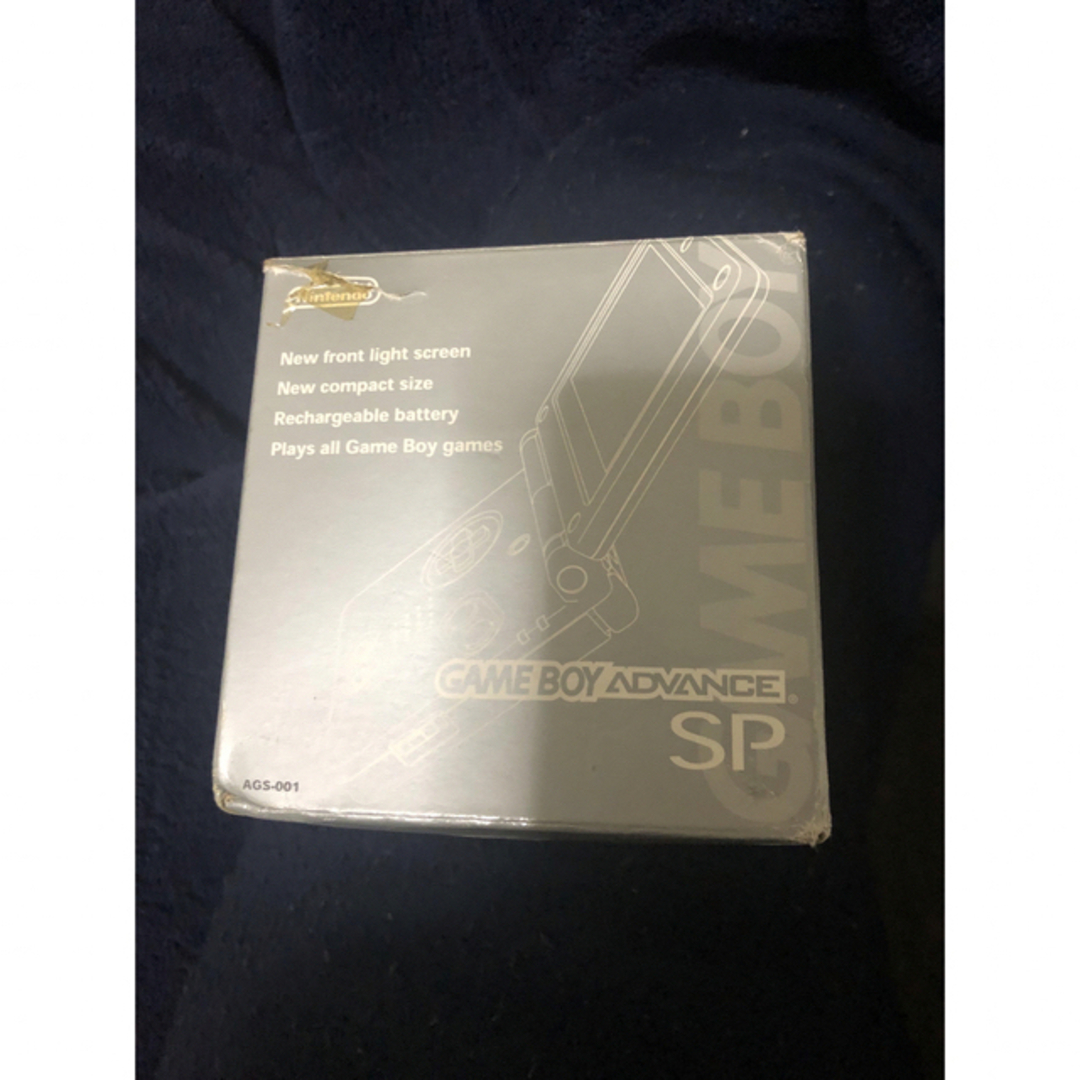 Nintendo
New front light screen
New compact size
Rechargeable battery
Plays all Game Boy games
GAME BOY
GAME BOY ADVANCE
SP
AGS-001